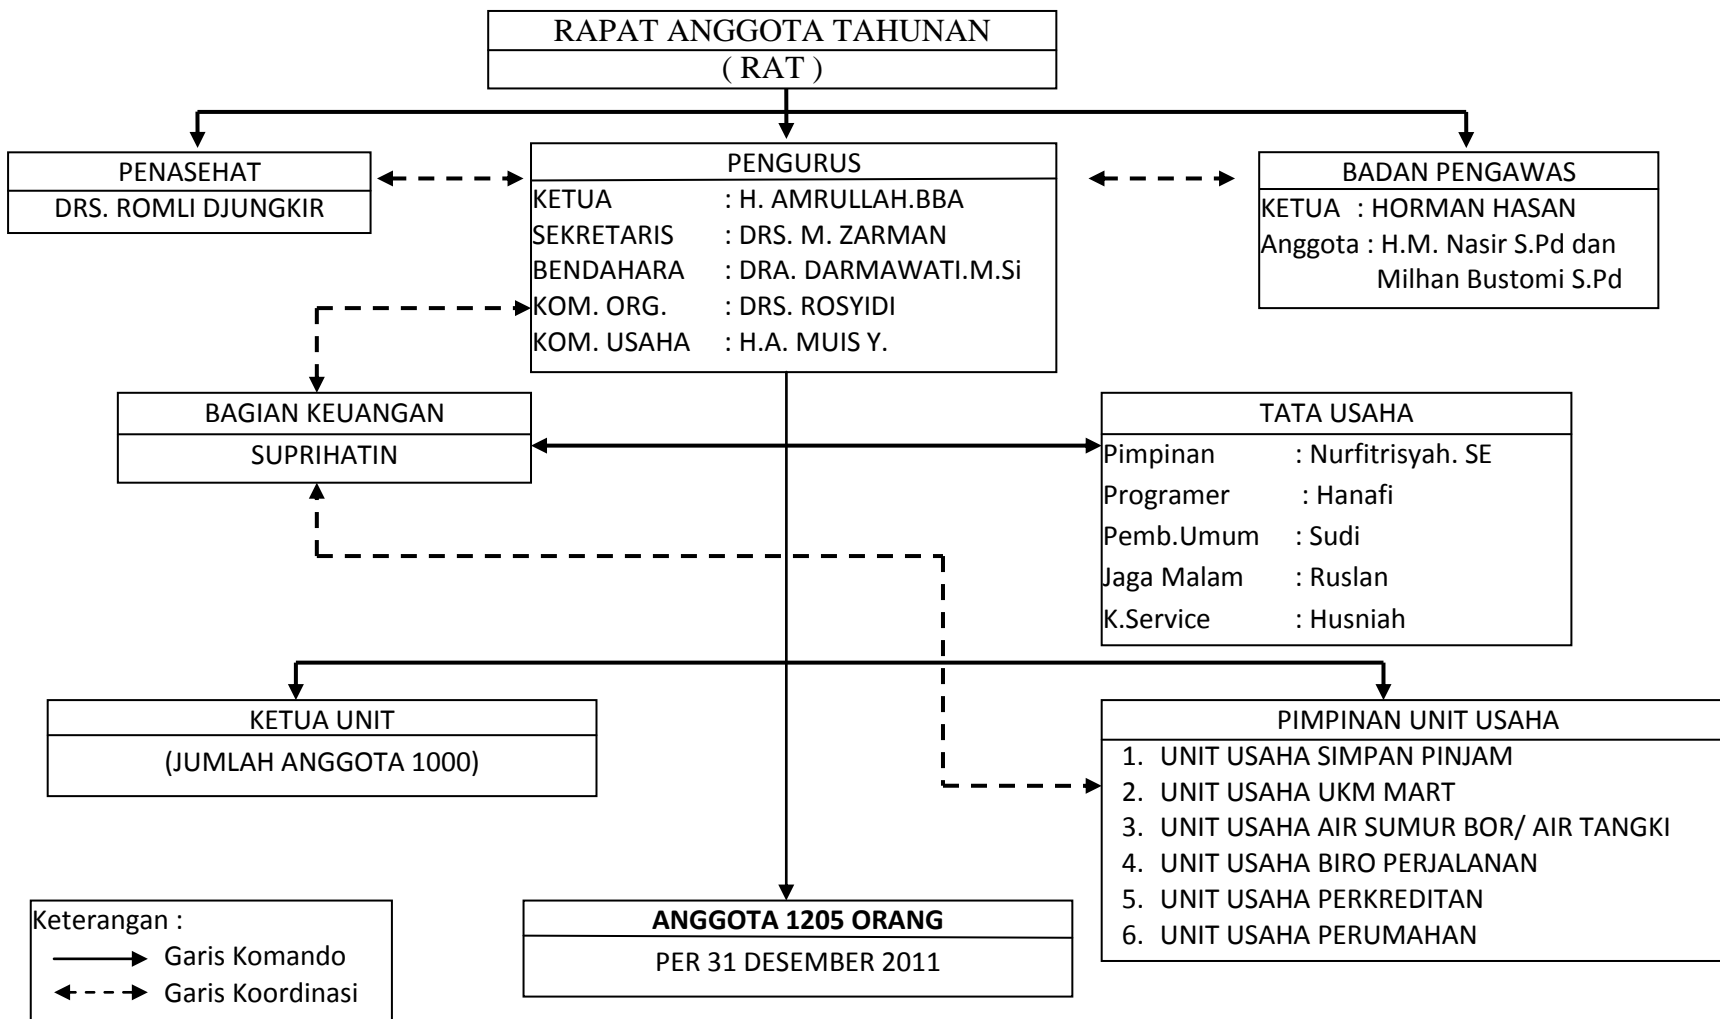 RAPAT ANGGOTA TAHUNAN
( RAT )
PENASEHAT
DRS. ROMLI DJUNGKIR
PENGURUS
KETUA : H. AMRULLAH.BBA
SEKRETARIS : DRS. M. ZARMAN
BENDAHARA : DRA. DARMAWATI.M.Si
KOM. ORG. : DRS. ROSYIDI
KOM. USAHA : H.A. MUIS Y.
BADAN PENGAWAS
KETUA : HORMAN HASAN
Anggota : H.M. Nasir S.Pd dan
Milhan Bustomi S.Pd
BAGIAN KEUANGAN
SUPRIHATIN
TATA USAHA
Pimpinan : Nurfitrisyah. SE
Programer : Hanafi
Pemb.Umum : Sudi
Jaga Malam : Ruslan
K.Service : Husniah
KETUA UNIT
(JUMLAH ANGGOTA 1000)
PIMPINAN UNIT USAHA
1. UNIT USAHA SIMPAN PINJAM
2. UNIT USAHA UKM MART
3. UNIT USAHA AIR SUMUR BOR/ AIR TANGKI
4. UNIT USAHA BIRO PERJALANAN
5. UNIT USAHA PERKREDITAN
6. UNIT USAHA PERUMAHAN
Keterangan :
Garis Komando
Garis Koordinasi
ANGGOTA 1205 ORANG
PER 31 DESEMBER 2011